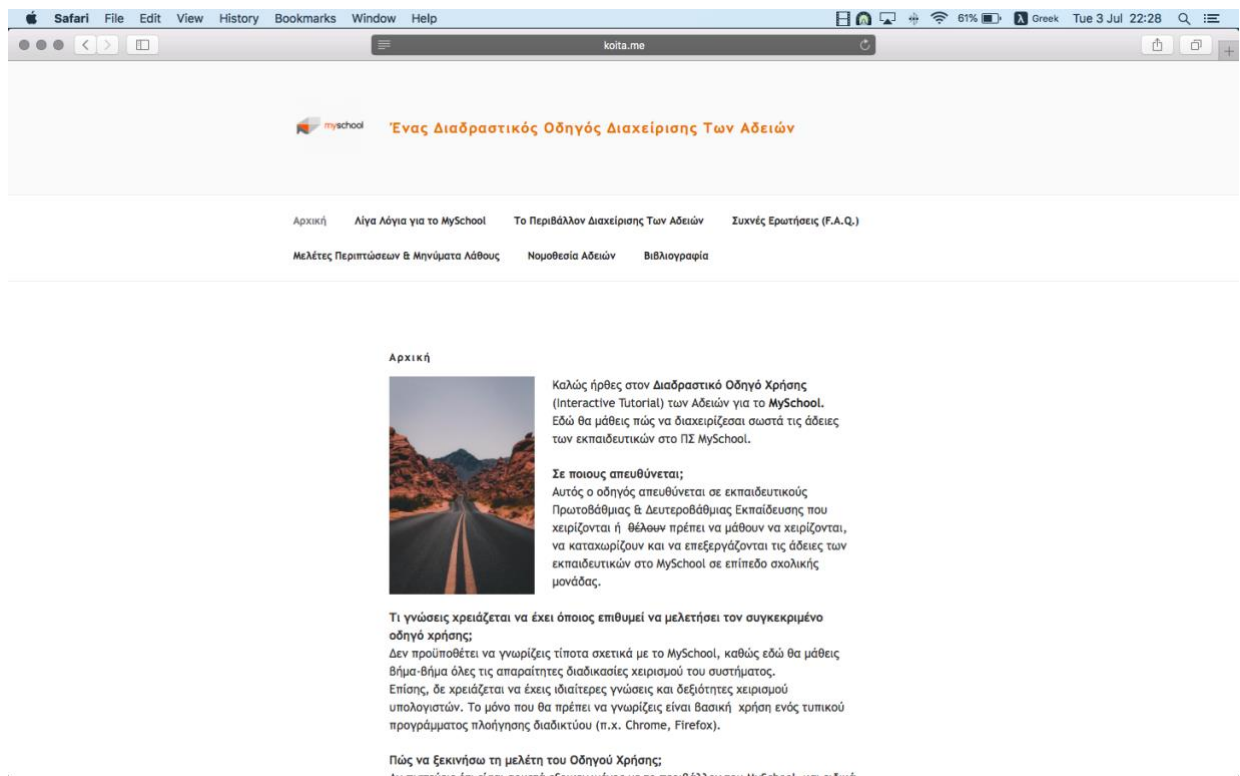 Safari File Edit View History Bookmarks Window Help 61% Greek Tue 3 Jul 22:28
koita.me
myschool Ένας Διαδραστικός Οδηγός Διαχείρισης Των Αδειών
Αρχική Λίγα Λόγια για το MySchool Το Περιβάλλον Διαχείρισης Των Αδειών Συχνές Ερωτήσεις (F.A.Q.)
Μελέτες Περιπτώσεων & Μηνύματα Λάθους Νομοθεσία Αδειών Βιβλιογραφία
Αρχική
Καλώς ήρθες στον Διαδραστικό Οδηγό Χρήσης
(Interactive Tutorial) των Αδειών για το MySchool.
Εδώ θα μάθεις πώς να διαχειρίζεσαι σωστά τις άδειες
των εκπαιδευτικών στο ΠΣ MySchool.
Σε ποιους απευθύνεται;
Αυτός ο οδηγός απευθύνεται σε εκπαιδευτικούς
Πρωτοβάθμιας & Δευτεροβάθμιας Εκπαίδευσης που
χειρίζονται ή θέλουν πρέπει να μάθουν να χειρίζονται,
να καταχωρίζουν και να επεξεργάζονται τις άδειες των
εκπαιδευτικών στο MySchool σε επίπεδο σχολικής
μονάδας.
Τι γνώσεις χρειάζεται να έχει όποιος επιθυμεί να μελετήσει τον συγκεκριμένο
οδηγό χρήσης;
Δεν προϋποθέτει να γνωρίζεις τίποτα σχετικά με το MySchool, καθώς εδώ θα μάθεις
βήμα-βήμα όλες τις απαραίτητες διαδικασίες χειρισμού του συστήματος.
Επίσης, δε χρειάζεται να έχεις ιδιαίτερες γνώσεις και δεξιότητες χειρισμού
υπολογιστών. Το μόνο που θα πρέπει να γνωρίζεις είναι βασική χρήση ενός τυπικού
προγράμματος πλοήγησης διαδικτύου (π.χ. Chrome, Firefox).
Πώς να ξεκινήσω τη μελέτη του Οδηγού Χρήσης;